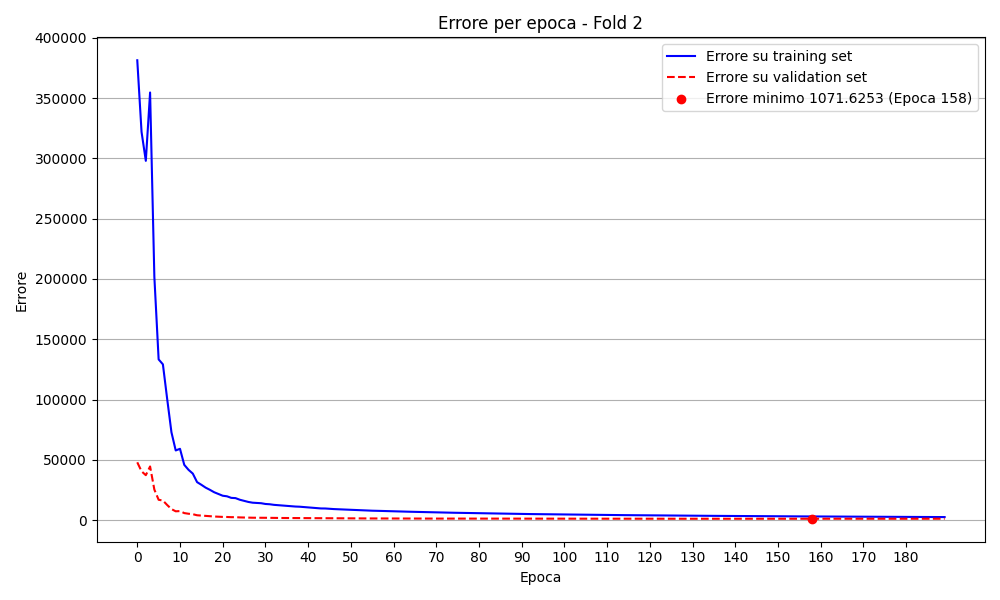 Errore per epoca - Fold 2
Errore su training set
Errore su validation set
Errore minimo 1071.6253 (Epoca 158)
400000
350000
300000
250000
200000
150000
100000
50000
0
Errore
0 10 20 30 40 50 60 70 80 90 100 110 120 130 140 150 160 170 180
Epoca